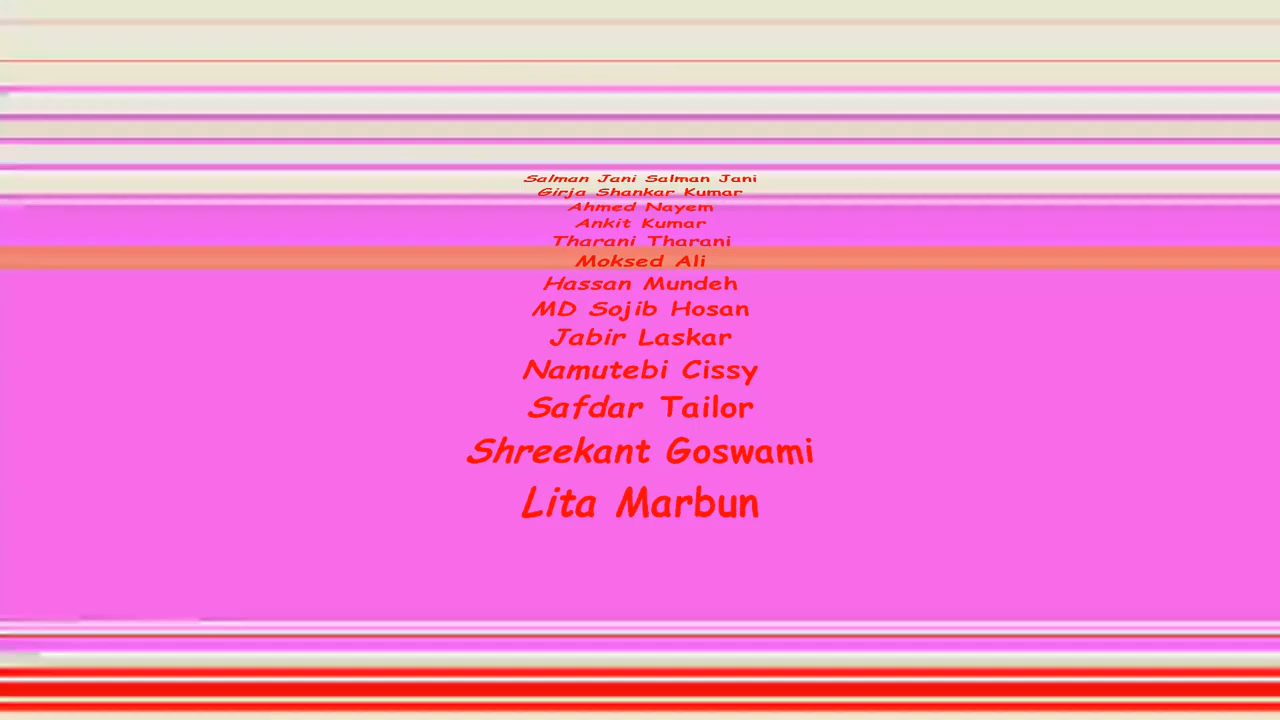 Salman Jani Salman Jani
Girja Shankar Kumar
Ahmed Nayem
Ankit Kumar
Tharani Tharani
Moksed Ali
Hassan Mundeh
MD Sojib Hosan
Jabir Laskar
Namutebi Cissy
Safdar Tailor
Shreekant Goswami
Lita Marbun